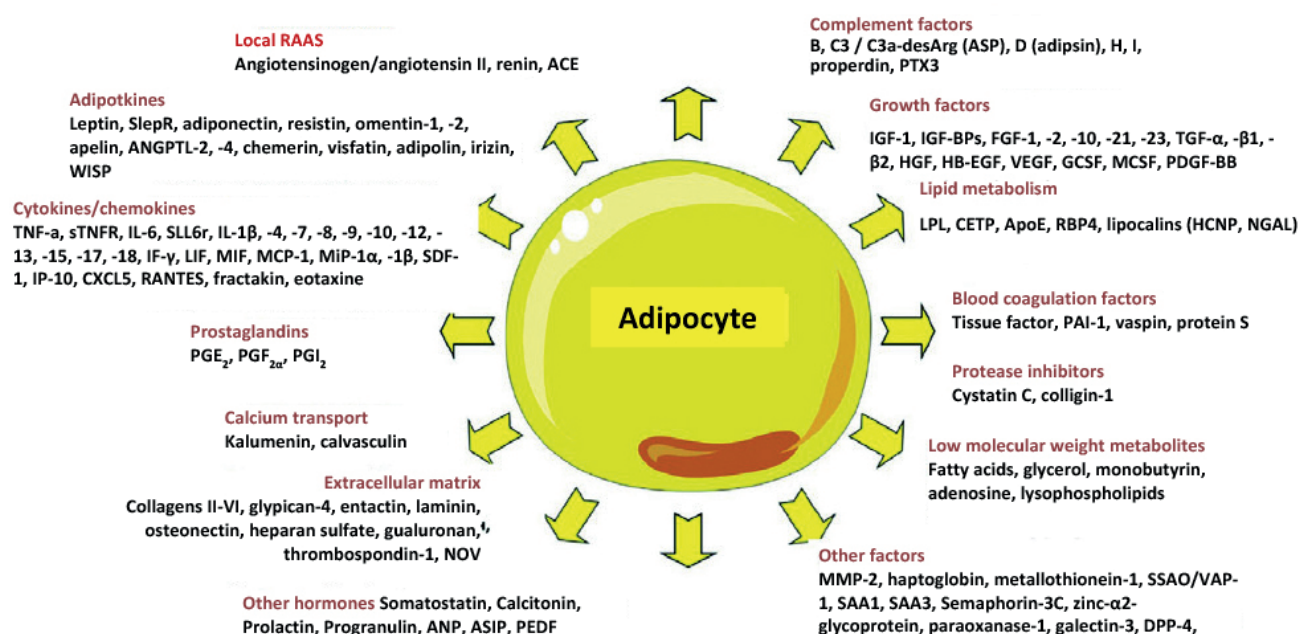 Local RAAS
Angiotensinogen/angiotensin II, renin, ACE
Adipotkines
Leptin, SlepR, adiponectin, resistin, omentin-1, -2,
apelin, ANGPTL-2, -4, chemerin, visfatin, adipolin, irizin,
WISP
Cytokines/chemokines
TNF-a, sTNFR, IL-6, SLL6r, IL-1β, -4, -7, -8, -9, -10, -12, -
13, -15, -17, -18, IF-γ, LIF, MIF, MCP-1, MiP-1α, -1β, SDF-
1, IP-10, CXCL5, RANTES, fractakin, eotaxine
Prostaglandins
PGE₂, PGF₂α, PGI₂
Calcium transport
Kalumenin, calvasculin
Extracellular matrix
Collagens II-VI, glypican-4, entactin, laminin,
osteonectin, heparan sulfate, gualuronan,
thrombospondin-1, NOV
Other hormones Somatostatin, Calcitonin,
Prolactin, Progranulin, ANP, ASIP, PEDF
Adipocyte
Complement factors
B, C3 / C3a-desArg (ASP), D (adipsin), H, I,
properdin, PTX3
Growth factors
IGF-1, IGF-BPs, FGF-1, -2, -10, -21, -23, TGF-α, -β1, -
β2, HGF, HB-EGF, VEGF, GCSF, MCSF, PDGF-BB
Lipid metabolism
LPL, CETP, ApoE, RBP4, lipocalins (HCNP, NGAL)
Blood coagulation factors
Tissue factor, PAI-1, vaspin, protein S
Protease inhibitors
Cystatin C, colligin-1
Low molecular weight metabolites
Fatty acids, glycerol, monobutyrin,
adenosine, lysophospholipids
Other factors
MMP-2, haptoglobin, metallothionein-1, SSAO/VAP-
1, SAA1, SAA3, Semaphorin-3C, zinc-α2-
glycoprotein, paraoxanase-1, galectin-3, DPP-4,